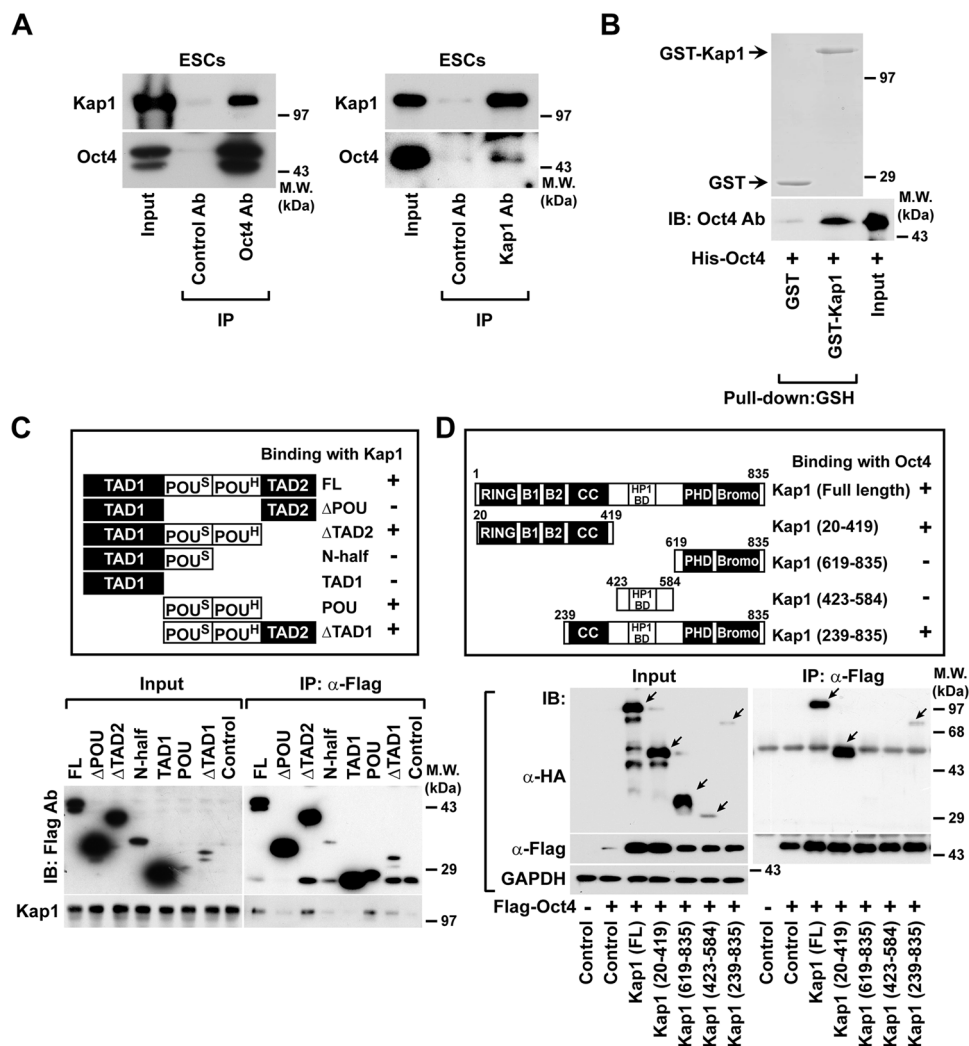 A
ESCs
Kap1
97
Oct4
43
M.W.
(kDa)
Input
Control Ab
Oct4 Ab
IP
ESCs
Kap1
97
Oct4
43
M.W.
(kDa)
Input
Control Ab
Kap1 Ab
IP
B
GST-Kap1
97
GST
29
IB: Oct4 Ab
M.W.
(kDa)
43
His-Oct4 + + +
GST
GST-Kap1
Input
Pull-down:GSH
C
Binding with Kap1
TAD1 POUS POUH TAD2 FL +
TAD1 TAD2 ΔPOU -
TAD1 POUS POUH ΔTAD2 +
TAD1 POUS N-half -
TAD1 TAD1 -
POUS POUH POU +
POUS POUH TAD2 ΔTAD1 +
Input
IP: α-Flag
FL ΔPOU ΔTAD2 N-half TAD1 POU ΔTAD1 Control
FL ΔPOU ΔTAD2 N-half TAD1 POU ΔTAD1 Control
M.W.
(kDa)
IB: Flag Ab
43
29
Kap1
97
D
Binding with Oct4
1 835
RING B1 B2 CC HP1 BD PHD Bromo Kap1 (Full length) +
20 419
RING B1 B2 CC Kap1 (20-419) +
619 835
PHD Bromo Kap1 (619-835) -
423 584
HP1 BD Kap1 (423-584) -
239 835
CC HP1 BD PHD Bromo Kap1 (239-835) +
Input
IP: α-Flag
M.W.
(kDa)
IB:
α-HA
97
68
43
29
α-Flag
43
GAPDH
43
Flag-Oct4 - + + + + + + - + + + + + +
Control
Control
Kap1 (FL)
Kap1 (20-419)
Kap1 (619-835)
Kap1 (423-584)
Kap1 (239-835)
Control
Control
Kap1 (FL)
Kap1 (20-419)
Kap1 (619-835)
Kap1 (423-584)
Kap1 (239-835)